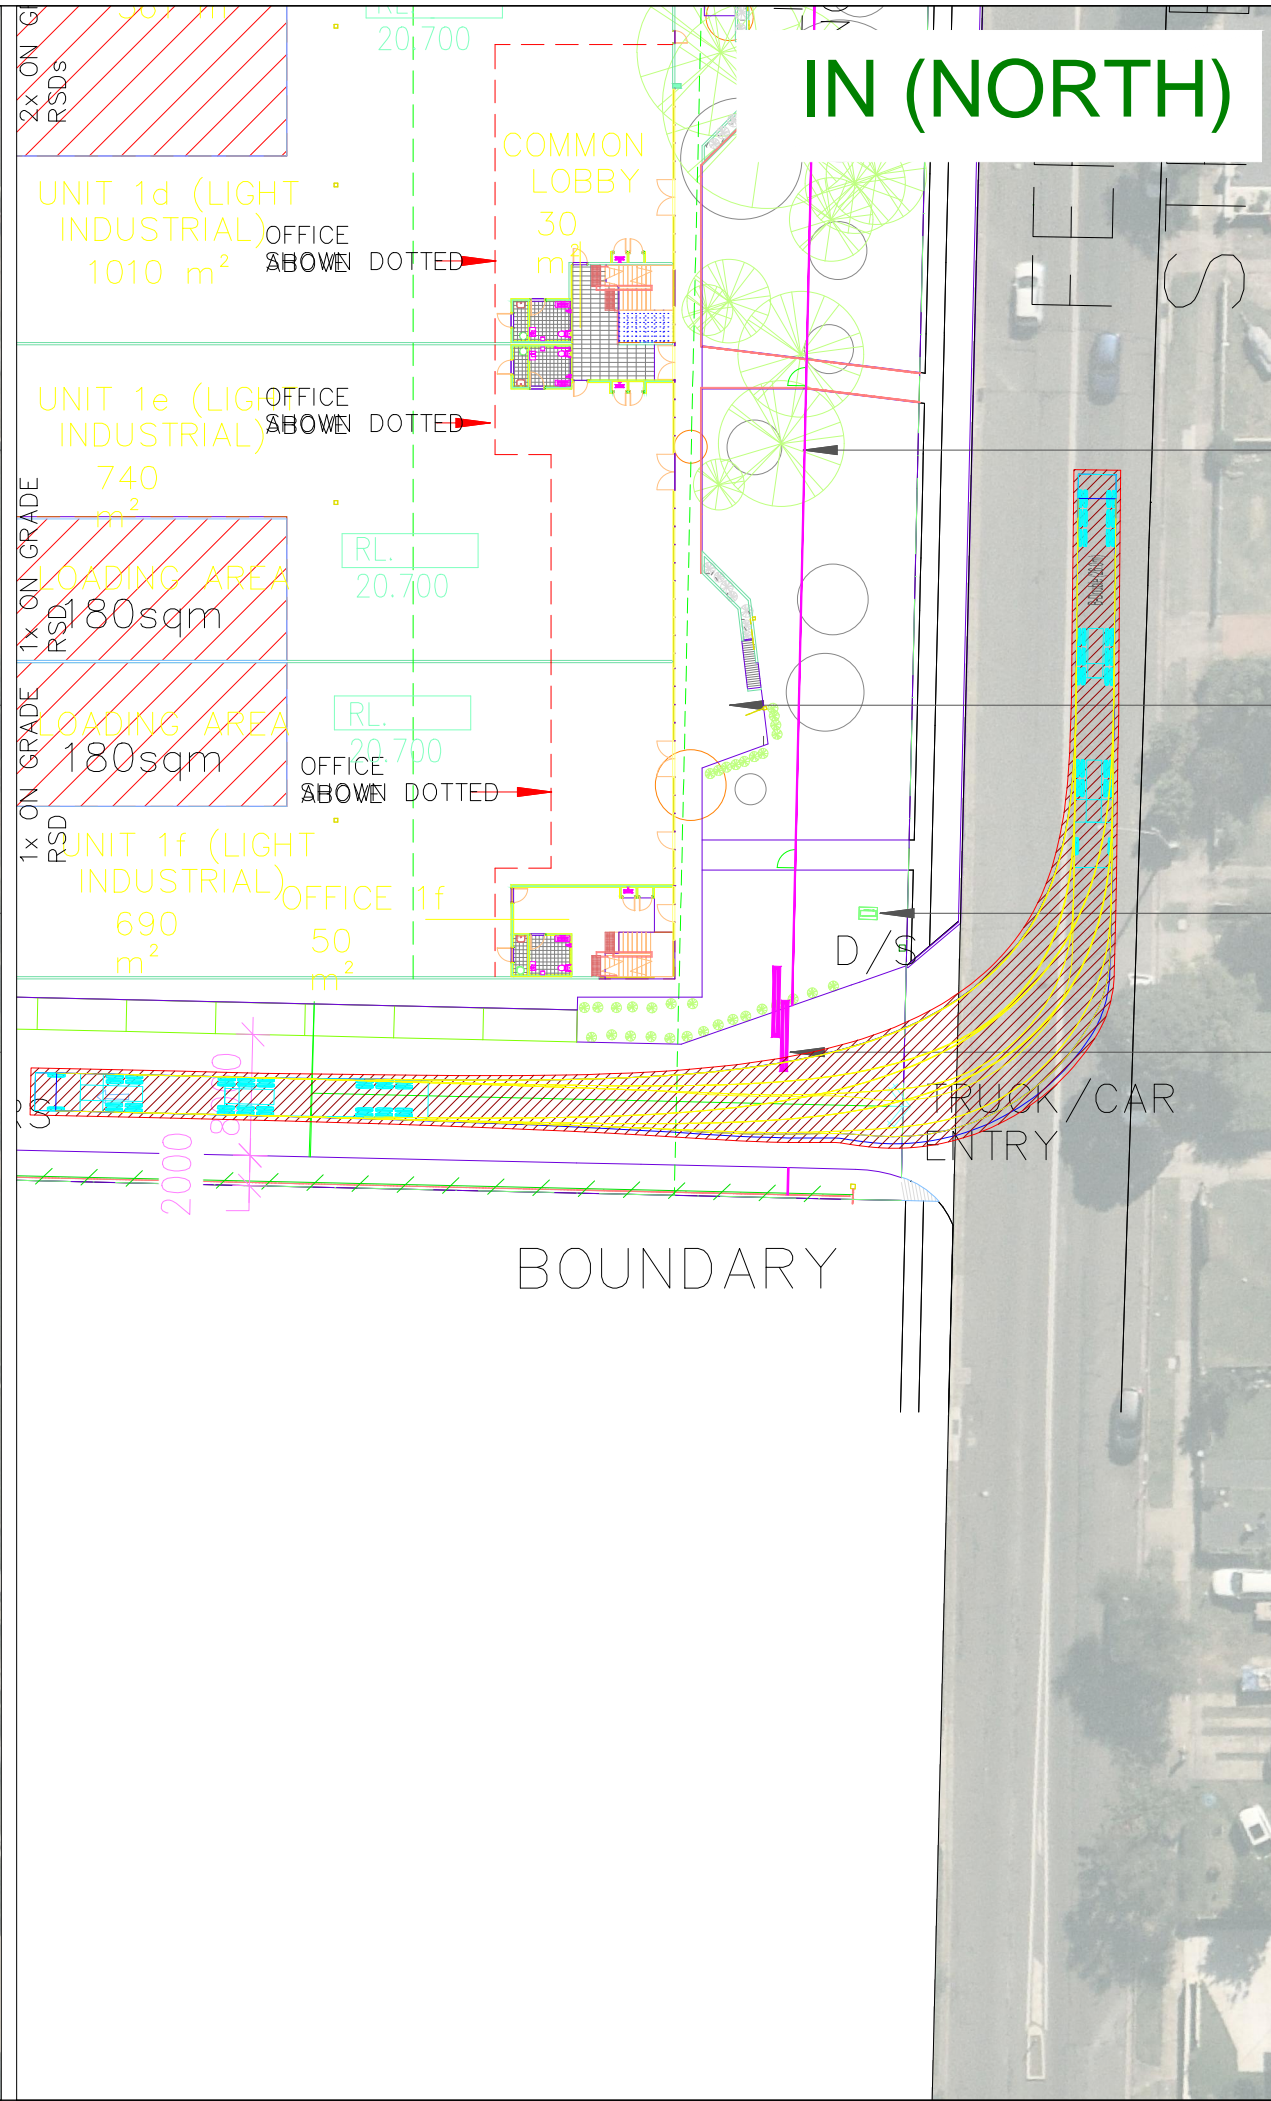 IN (NORTH)
2x ON
RSDs
20.700
COMMON
LOBBY
30
m²
UNIT 1d (LIGHT
INDUSTRIAL)
1010 m²
OFFICE
ABOVE
SHOWN DOTTED
UNIT 1e (LIGHT
INDUSTRIAL)
740
m²
OFFICE
ABOVE
SHOWN DOTTED
1x ON GRADE
RSD
LOADING AREA
180sqm
RL.
20.700
1x ON GRADE
RSD
LOADING AREA
180sqm
RL.
20.700
OFFICE
ABOVE
SHOWN DOTTED
UNIT 1f (LIGHT
INDUSTRIAL)
690
m²
OFFICE 1f
50
m²
D/S
2000
TRUCK/CAR
ENTRY
BOUNDARY